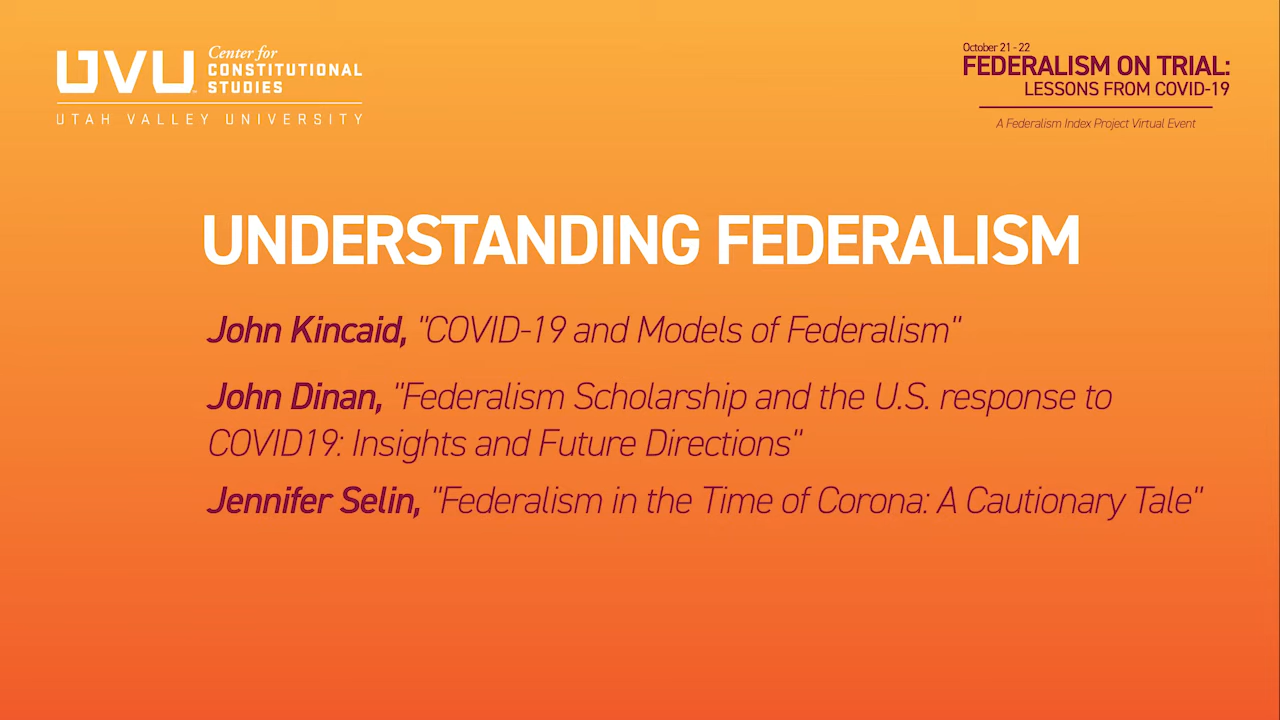 UVU Center for
CONSTITUTIONAL
STUDIES
UTAH VALLEY UNIVERSITY
October 21 - 22
FEDERALISM ON TRIAL:
LESSONS FROM COVID-19
A Federalism Index Project Virtual Event
UNDERSTANDING FEDERALISM
John Kincaid, "COVID-19 and Models of Federalism"
John Dinan, "Federalism Scholarship and the U.S. response to
COVID19: Insights and Future Directions"
Jennifer Selin, "Federalism in the Time of Corona: A Cautionary Tale"